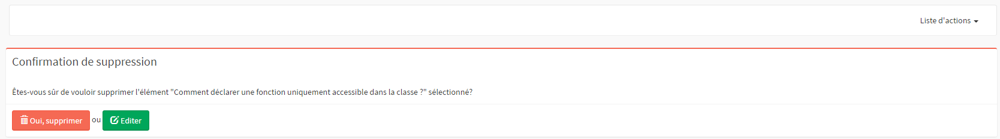 Liste d'actions
Confirmation de suppression
Êtes-vous sûr de vouloir supprimer l'élément "Comment déclarer une fonction uniquement accessible dans la classe ?" sélectionné?
Oui, supprimer ou Editer